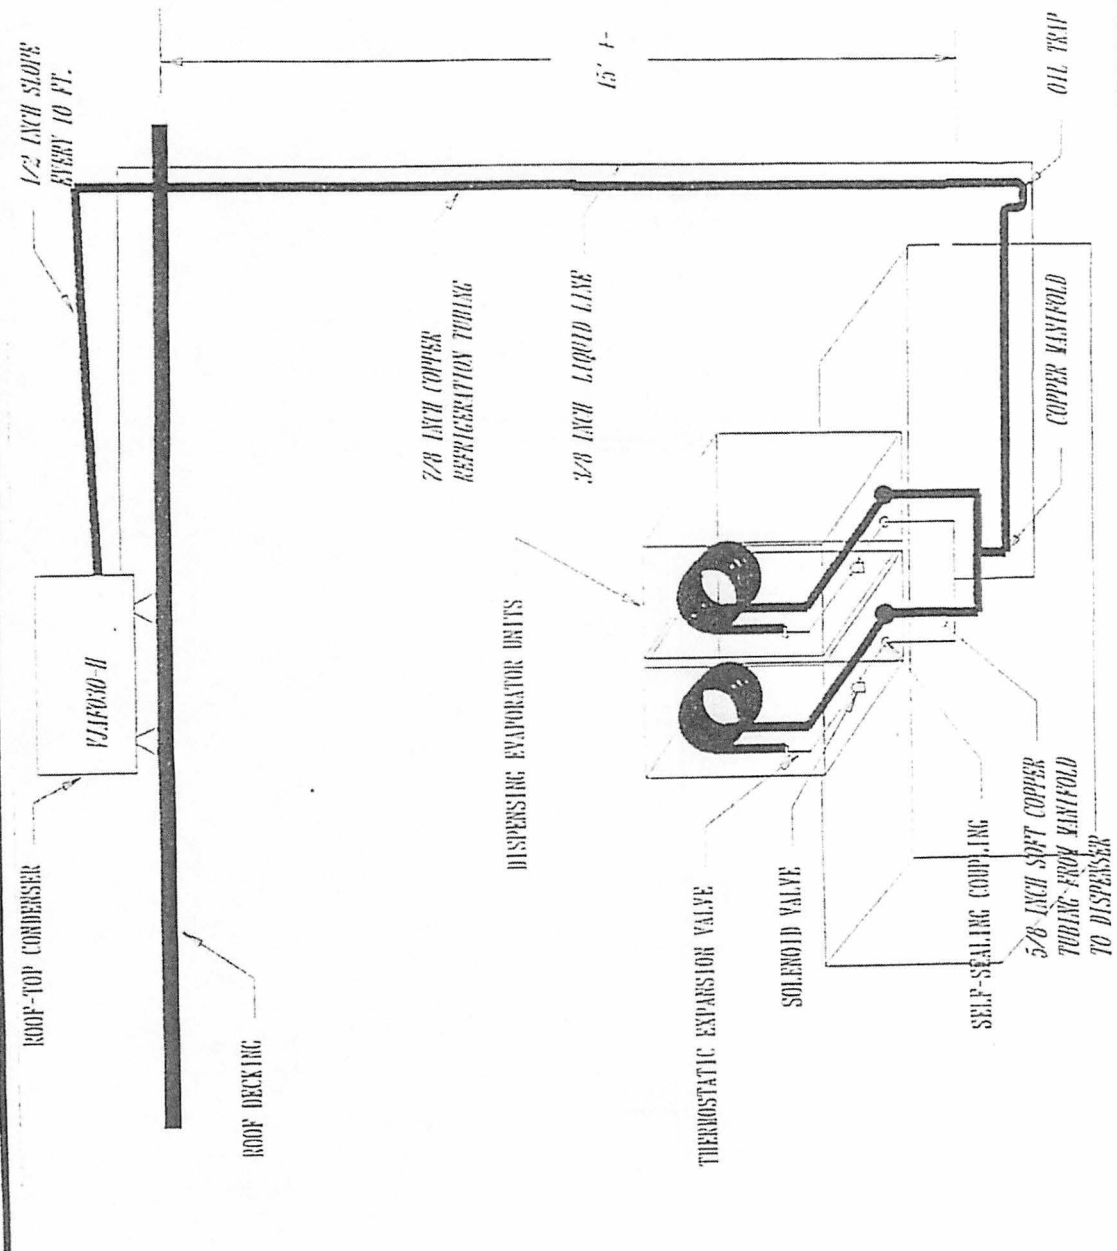 1/2 INCH SLOPE
EVERY 10 FT.
ROOF-TOP CONDENSER
ROOF DECKING
7/8 INCH COPPER
REFRIGERATION TUBING
3/8 INCH LIQUID LINE
15' +-
OIL TRAP
COPPER MANIFOLD
DISPENSING EVAPORATOR UNITS
THERMOSTATIC EXPANSION VALVE
SOLENOID VALVE
SELF-SEALING COUPLING
5/8 INCH SOFT COPPER
TUBING FROM MANIFOLD
TO DISPENSER